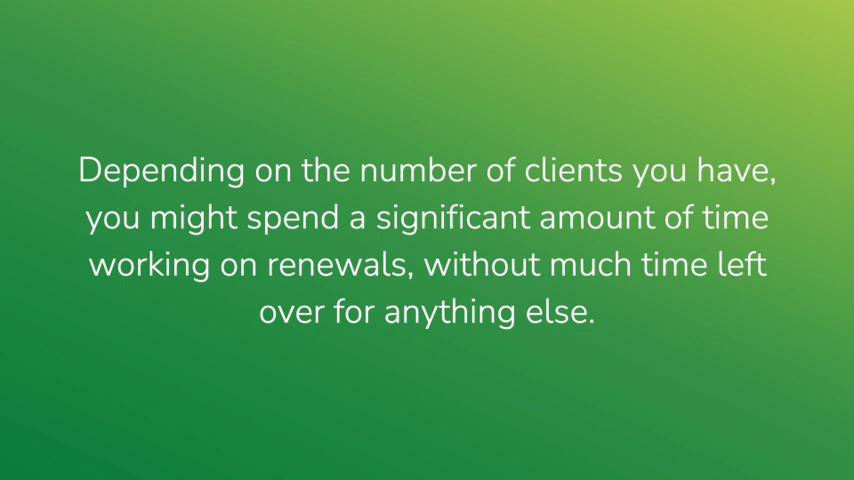 Depending on the number of clients you have,
you might spend a significant amount of time
working on renewals, without much time left
over for anything else.